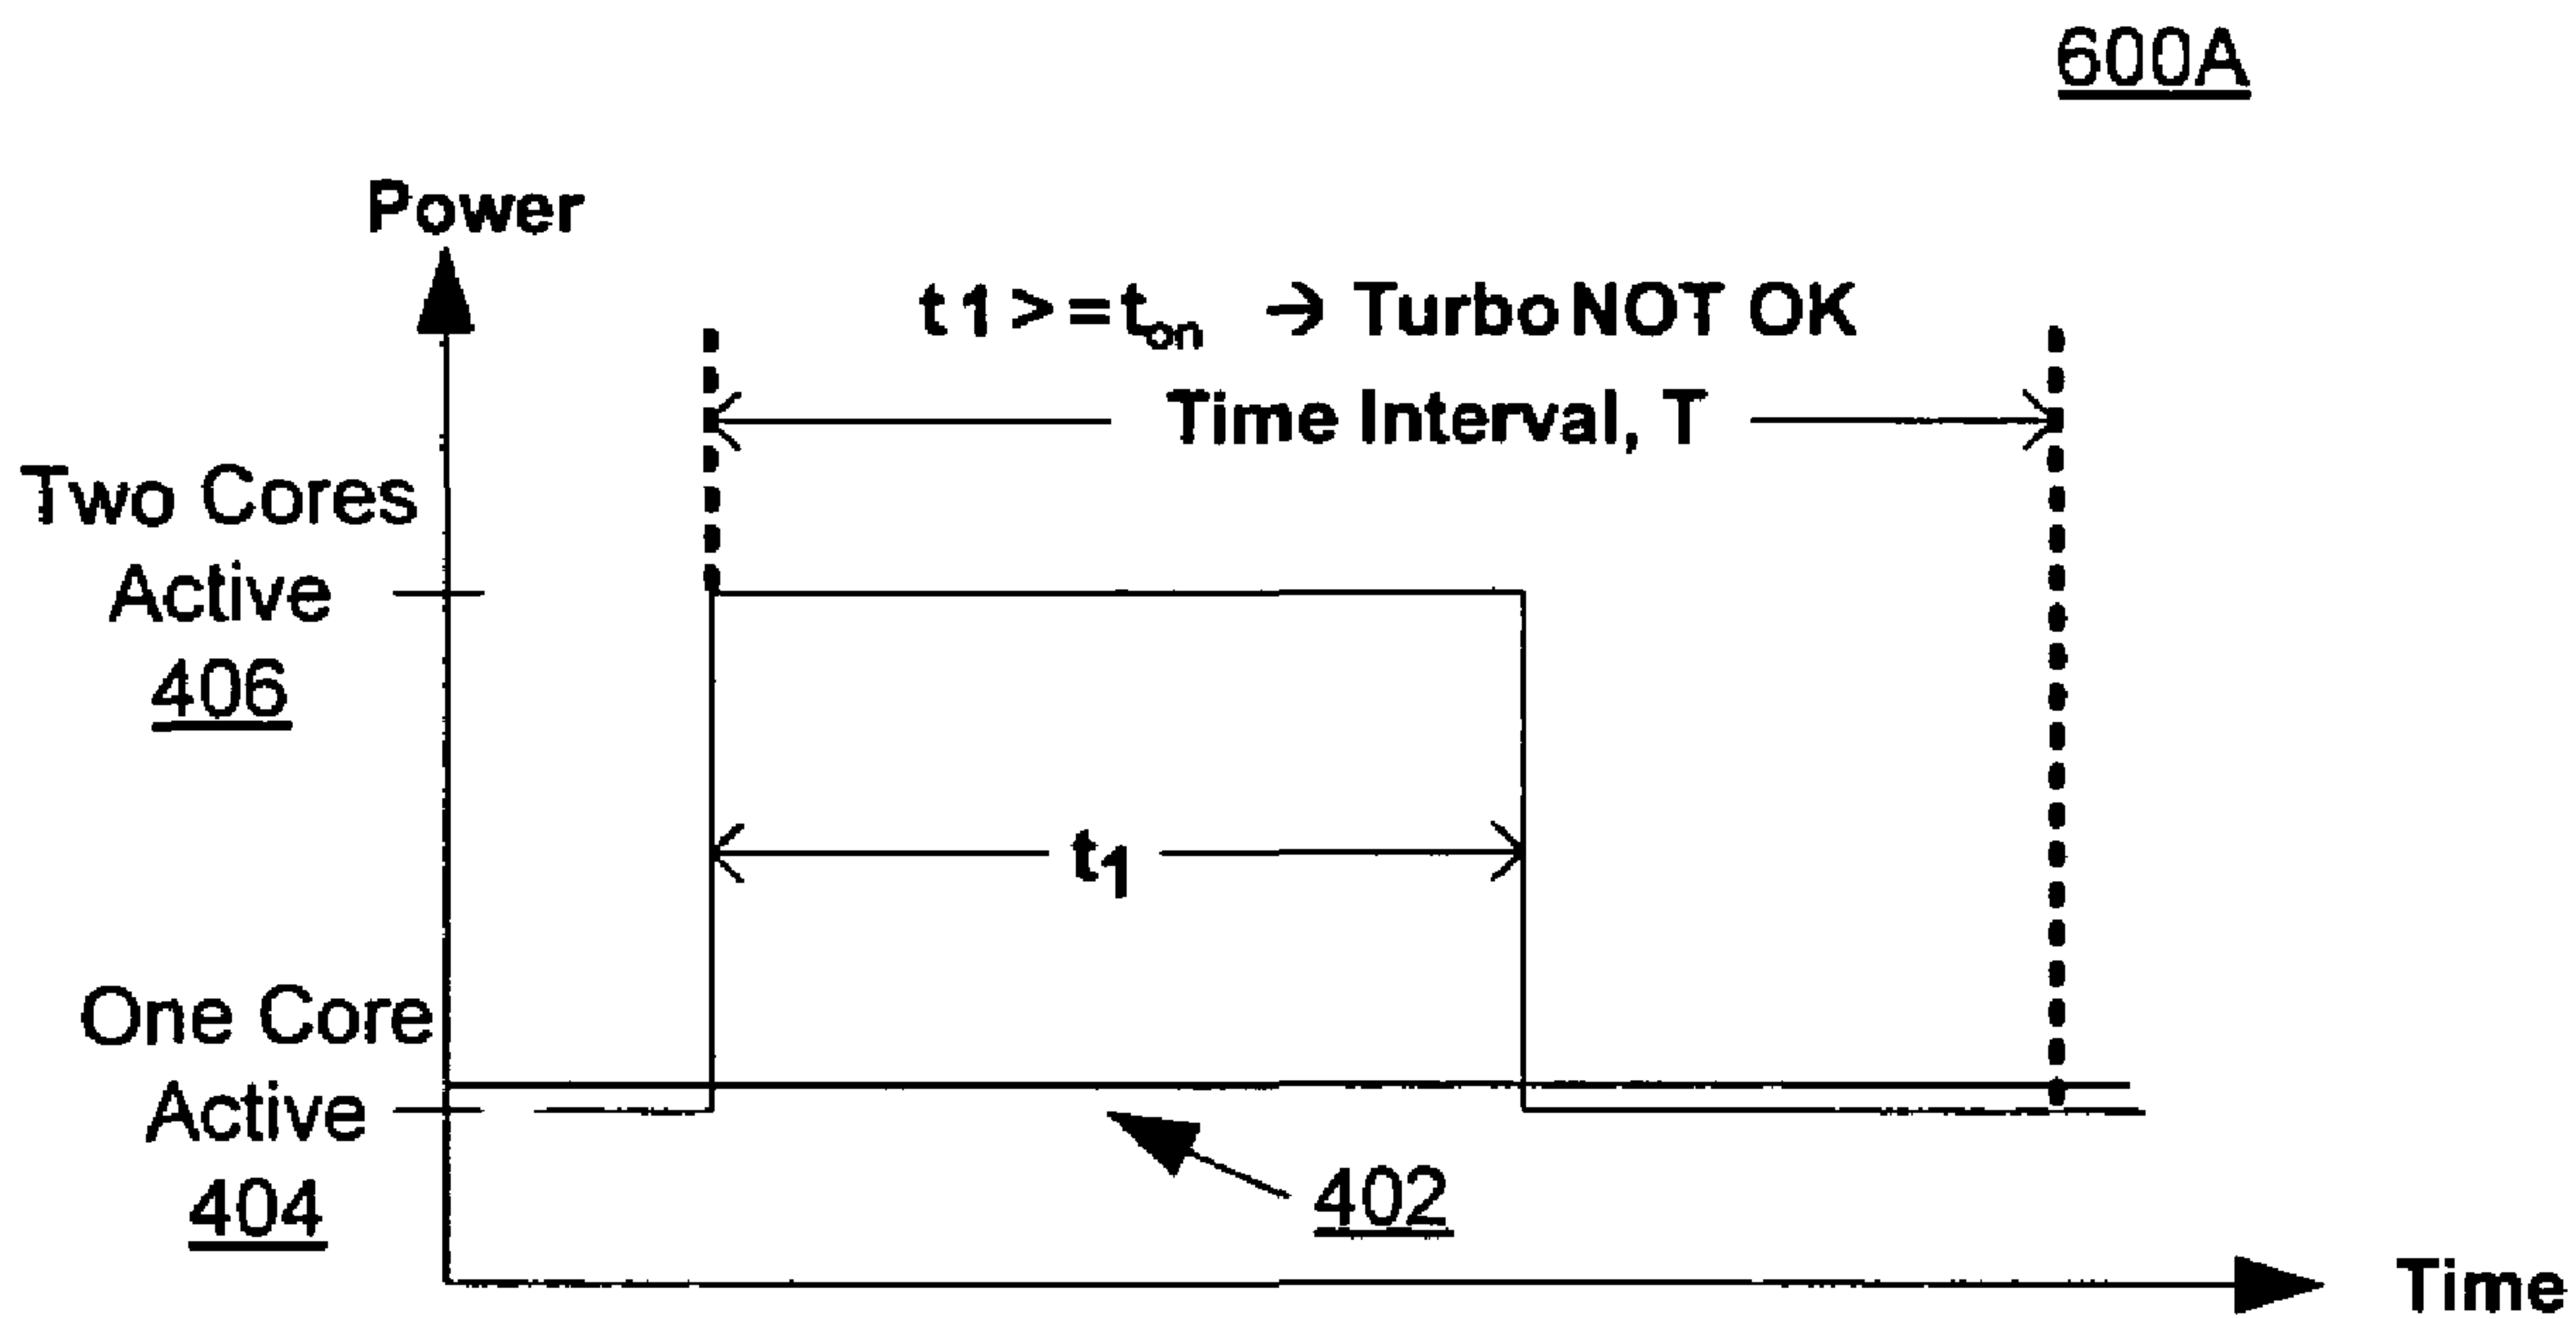 600A
Power
t1>=ton → Turbo NOT OK
Time Interval, T
Two Cores
Active
406
t1
One Core
Active
404
402
Time